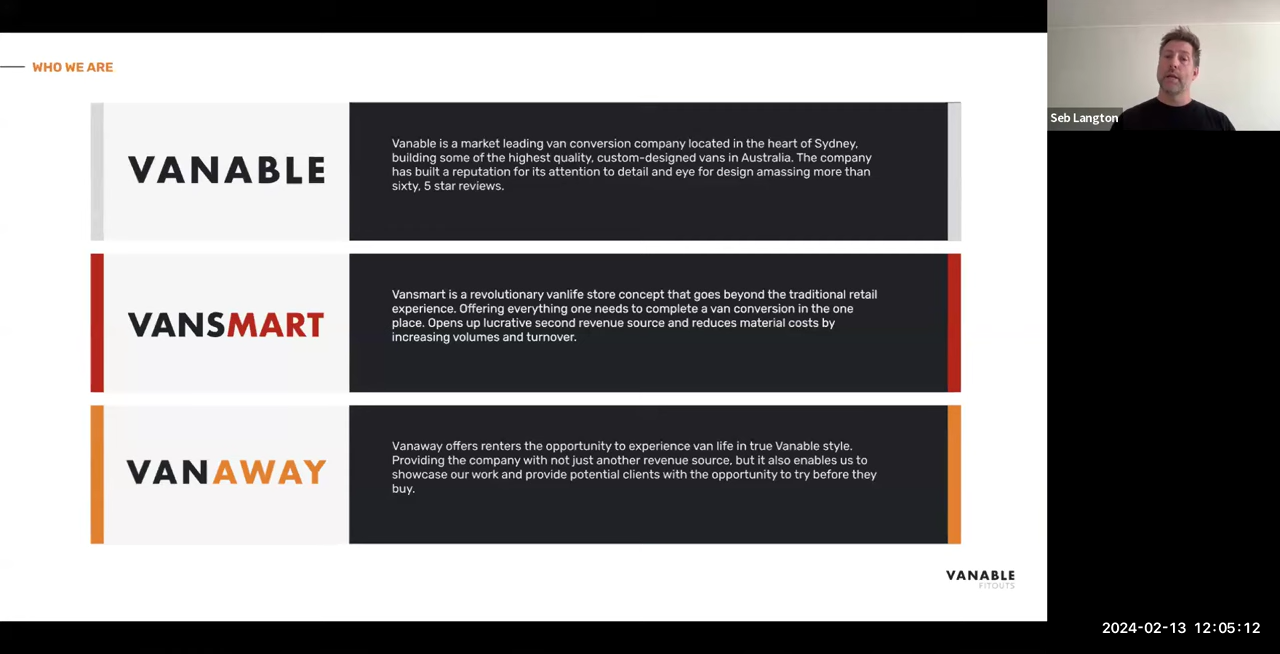 WHO WE ARE
VANABLE
Vanable is a market leading van conversion company located in the heart of Sydney,
building some of the highest quality, custom-designed vans in Australia. The company
has built a reputation for its attention to detail and eye for design amassing more than
sixty, 5 star reviews.
VANSMART
Vansmart is a revolutionary vanlife store concept that goes beyond the traditional retail
experience. Offering everything one needs to complete a van conversion in the one
place. Opens up lucrative second revenue source and reduces material costs by
increasing volumes and turnover.
VANAWAY
Vanaway offers renters the opportunity to experience van life in true Vanable style.
Providing the company with not just another revenue source, but it also enables us to
showcase our work and provide potential clients with the opportunity to try before they
buy.
VANABLE
FITOUTS
Seb Langton
2024-02-13 12:05:12